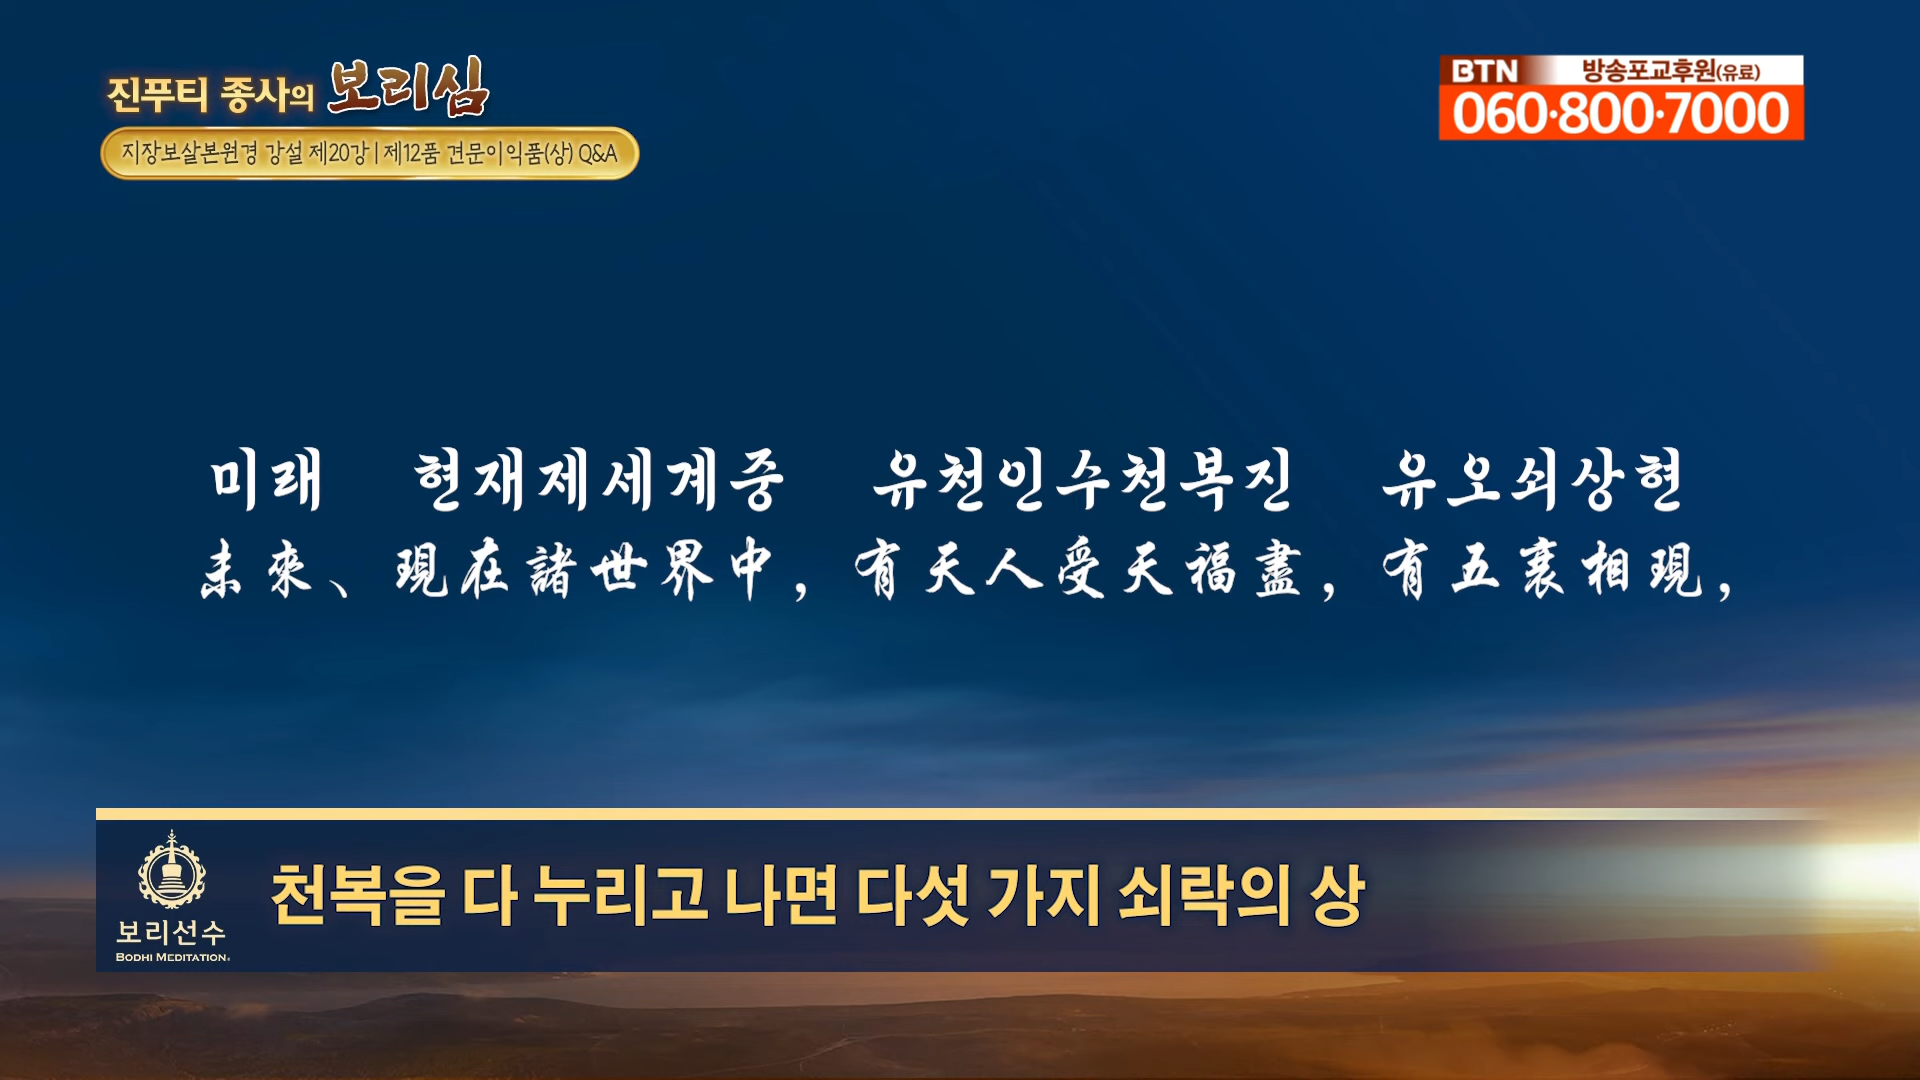 진푸티 종사의 보리심
지장보살본원경 강설 제20강 | 제12품 견문이익품(상) Q&A
BTN 방송포교후원(유료)
060·800·7000
미래 현재제세계중 유천인수천복진 유오쇠상현
未來、現在諸世界中，有天人受天福盡，有五衰相現，
천복을 다 누리고 나면 다섯 가지 쇠락의 상
보리선수
BODHI MEDITATION